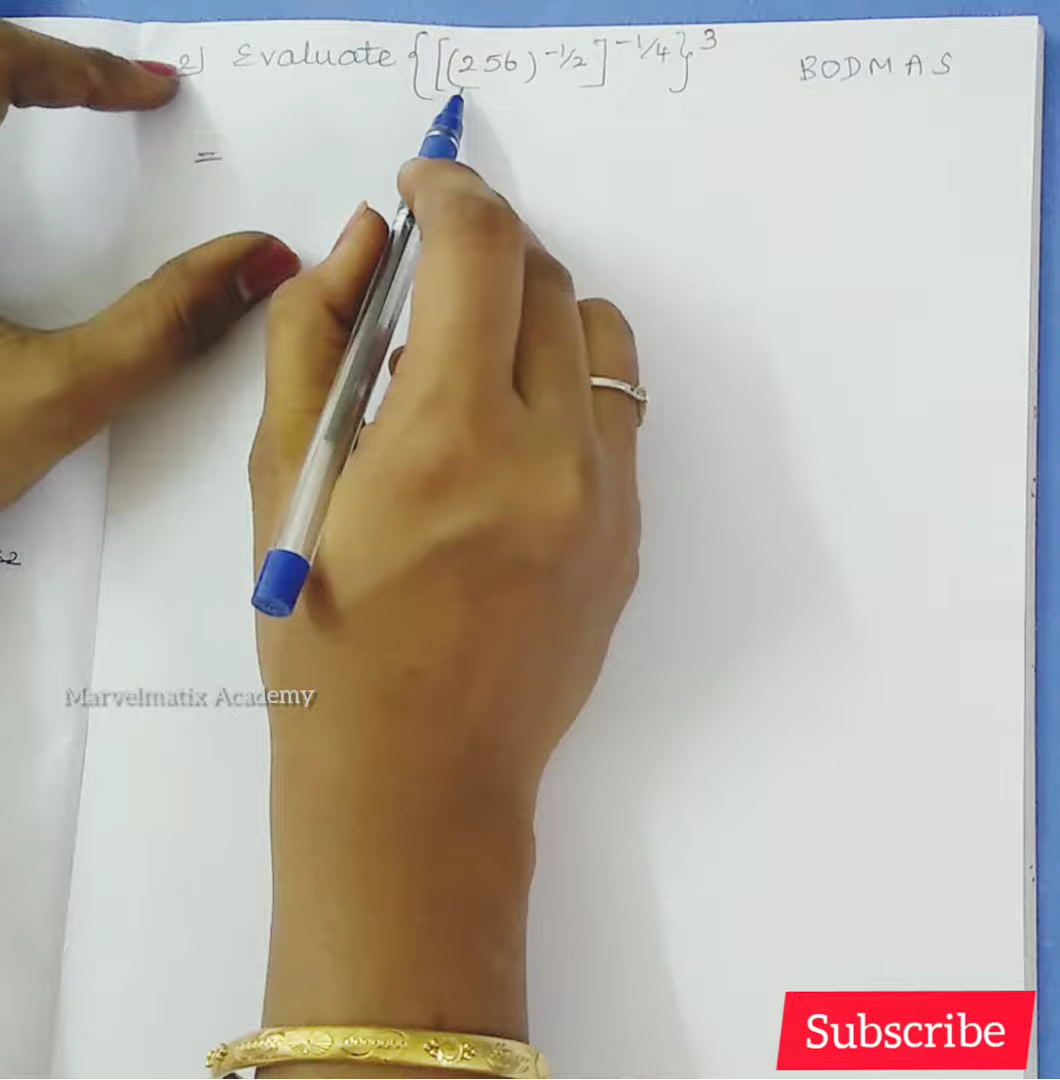 2) Evaluate {[(256)^-1/2]^-1/4}^3 BODMAS
=
Marvelmatix Academy
Subscribe